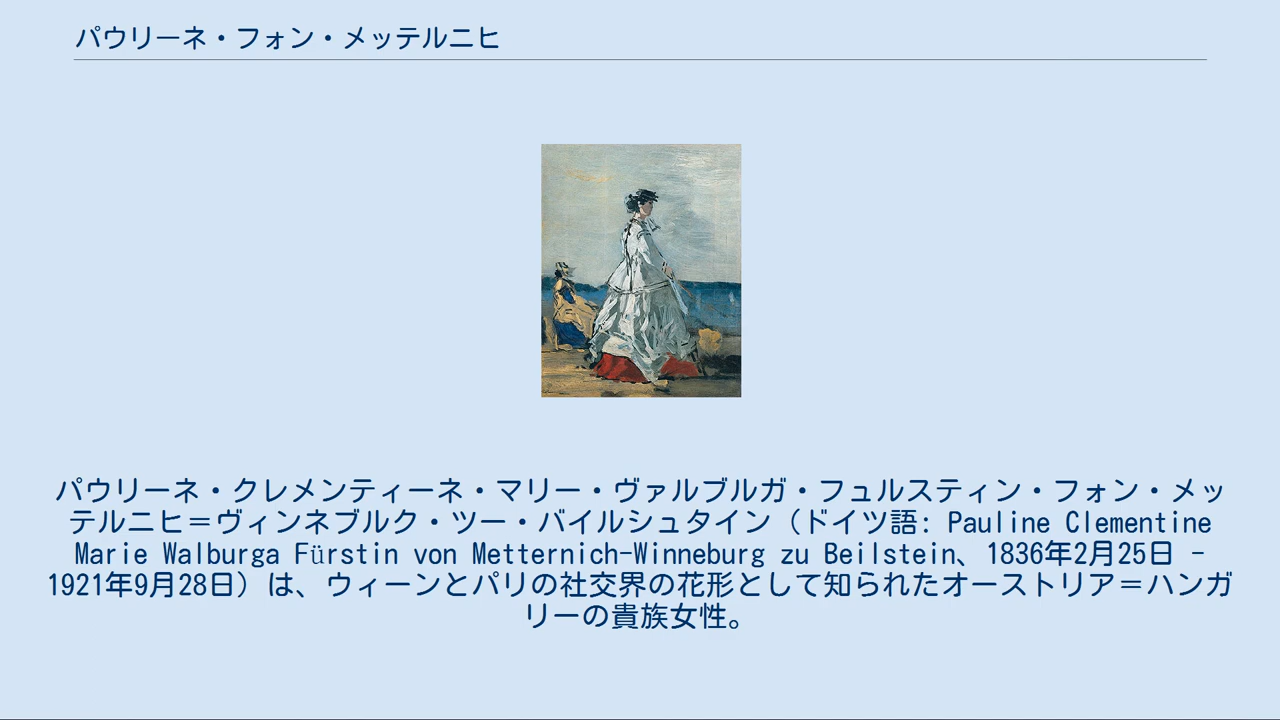 パウリーネ・フォン・メッテルニヒ
パウリーネ・クレメンティーネ・マリー・ヴァルブルガ・フュルスティン・フォン・メッ
テルニヒ＝ヴィンネブルク・ツー・バイルシュタイン（ドイツ語: Pauline Clementine
Marie Walburga Fürstin von Metternich-Winneburg zu Beilstein、1836年2月25日 -
1921年9月28日）は、ウィーンとパリの社交界の花形として知られたオーストリア＝ハンガ
リーの貴族女性。